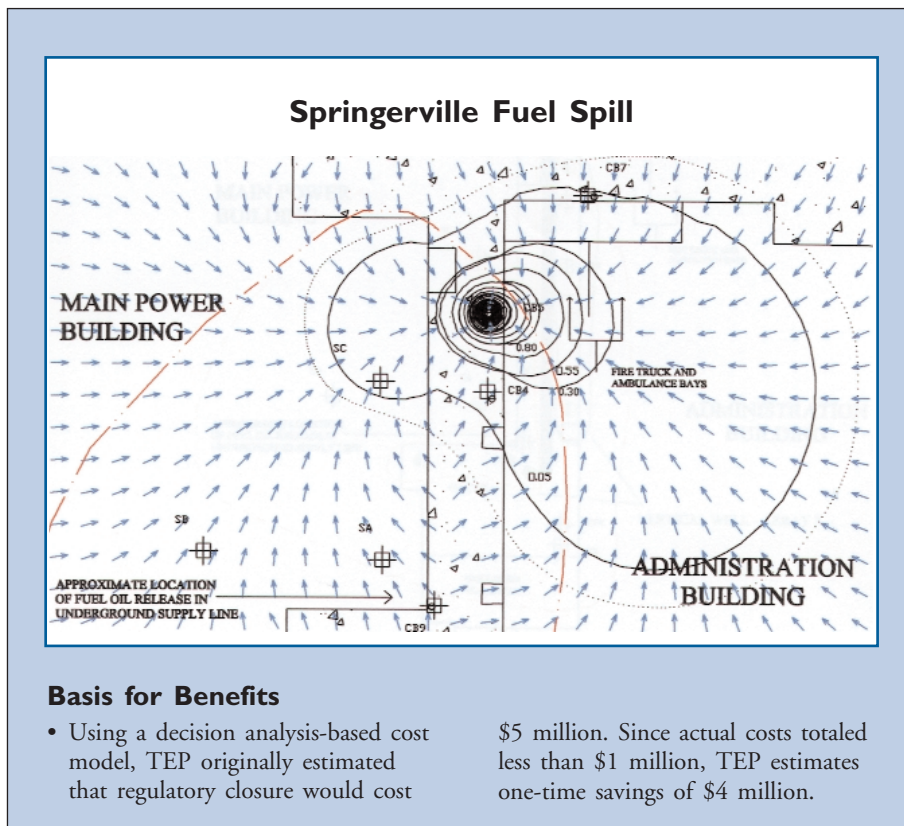 Springerville Fuel Spill
CB7
MAIN POWER
BUILDING
CB5
SC
0.80
0.55
0.30
CB4
FIRE TRUCK AND
AMBULANCE BAYS
0.05
SB
SA
APPROXIMATE LOCATION
OF FUEL OIL RELEASE IN
UNDERGROUND SUPPLY LINE
ADMINISTRATION
BUILDING
CB9
Basis for Benefits
• Using a decision analysis-based cost
model, TEP originally estimated
that regulatory closure would cost
$5 million. Since actual costs totaled
less than $1 million, TEP estimates
one-time savings of $4 million.